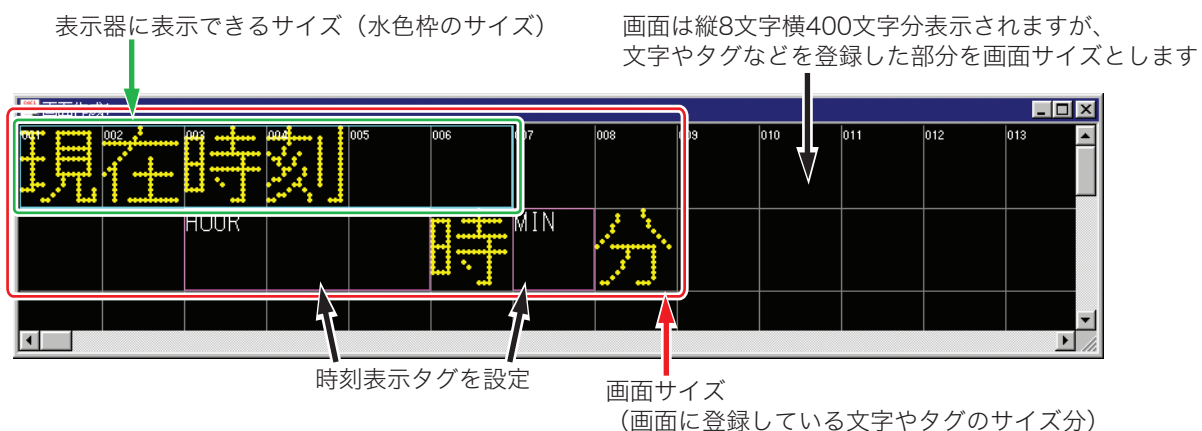 表示器に表示できるサイズ（水色枠のサイズ）
画面は縦8文字横400文字分表示されますが、
文字やタグなどを登録した部分を画面サイズとします
001 002 003 004 005 006 007 008 009 010 011 012 013
現在時刻
HOUR 時 MIN 分
時刻表示タグを設定
画面サイズ
（画面に登録している文字やタグのサイズ分）